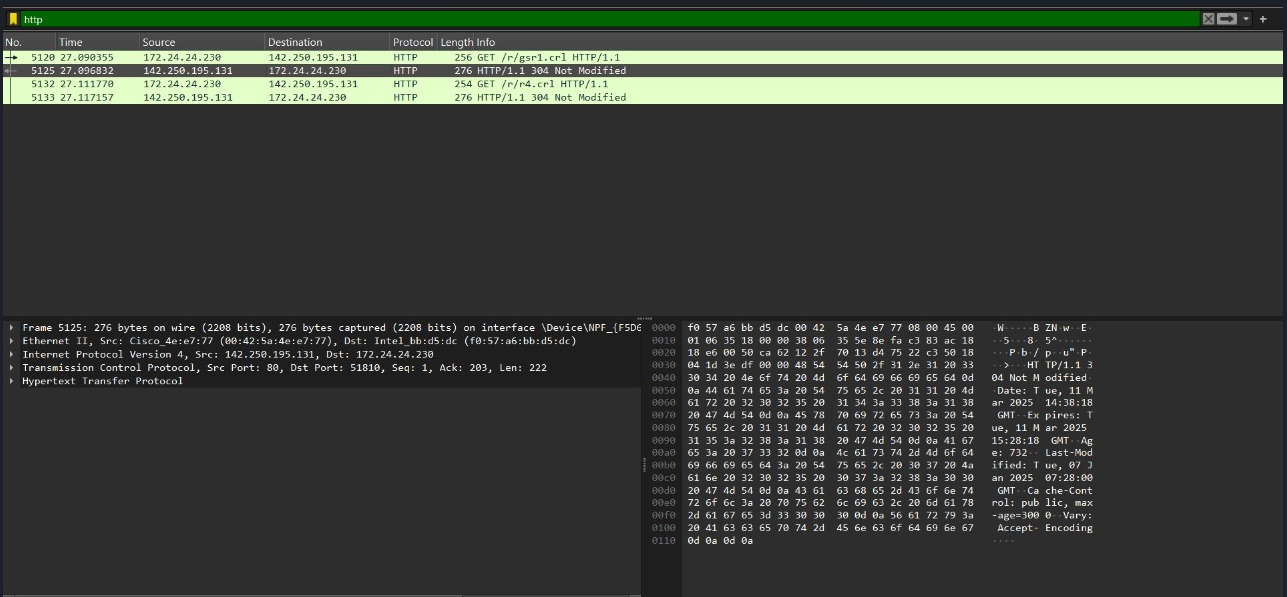 http
No. Time Source Destination Protocol Length Info
5120 27.090355 172.24.24.230 142.250.195.131 HTTP 256 GET /r/gsr1.crl HTTP/1.1
5125 27.096832 142.250.195.131 172.24.24.230 HTTP 276 HTTP/1.1 304 Not Modified
5132 27.111770 172.24.24.230 142.250.195.131 HTTP 254 GET /r/r4.crl HTTP/1.1
5133 27.117157 142.250.195.131 172.24.24.230 HTTP 276 HTTP/1.1 304 Not Modified
Frame 5125: 276 bytes on wire (2208 bits), 276 bytes captured (2208 bits) on interface \Device\NPF_{F5D6
Ethernet II, Src: Cisco_4e:e7:77 (00:42:5a:4e:e7:77), Dst: Intel_bb:d5:dc (f0:57:a6:bb:d5:dc)
Internet Protocol Version 4, Src: 142.250.195.131, Dst: 172.24.24.230
Transmission Control Protocol, Src Port: 80, Dst Port: 51810, Seq: 1, Ack: 203, Len: 222
Hypertext Transfer Protocol
0000 f0 57 a6 bb d5 dc 00 42 5a 4e e7 77 08 00 45 00 ·W·····B ZN·w··E·
0010 01 06 35 18 00 00 38 06 35 5e 8e fa c3 83 ac 18 ··5···8· 5^······
0020 18 e6 00 50 ca 62 12 2f 70 13 d4 75 22 c3 50 18 ···P·b·/ p··u"·P·
0030 04 1d 3e df 00 00 48 54 54 50 2f 31 2e 31 20 33 ··>···HT TP/1.1 3
0040 30 34 20 4e 6f 74 20 4d 6f 64 69 66 69 65 64 0d 04 Not M odified·
0050 0a 44 61 74 65 3a 20 54 75 65 2c 20 31 31 20 4d ·Date: T ue, 11 M
0060 61 72 20 32 30 32 35 20 31 34 3a 33 38 3a 31 38 ar 2025 14:38:18
0070 20 47 4d 54 0d 0a 45 78 70 69 72 65 73 3a 20 54 GMT··Ex pires: T
0080 75 65 2c 20 31 31 20 4d 61 72 20 32 30 32 35 20 ue, 11 M ar 2025
0090 31 35 3a 32 38 3a 31 38 20 47 4d 54 0d 0a 41 67 15:28:18 GMT··Ag
00a0 65 3a 20 37 33 32 0d 0a 4c 61 73 74 2d 4d 6f 64 e: 732·· Last-Mod
00b0 69 66 69 65 64 3a 20 54 75 65 2c 20 30 37 20 4a ified: T ue, 07 J
00c0 61 6e 20 32 30 32 35 20 30 37 3a 32 38 3a 30 30 an 2025 07:28:00
00d0 20 47 4d 54 0d 0a 43 61 63 68 65 2d 43 6f 6e 74 GMT··Ca che-Cont
00e0 72 6f 6c 3a 20 70 75 62 6c 69 63 2c 20 6d 61 78 rol: pub lic, max
00f0 2d 61 67 65 3d 33 30 30 30 0d 0a 56 61 72 79 3a -age=300 0··Vary:
0100 20 41 63 63 65 70 74 2d 45 6e 63 6f 64 69 6e 67 Accept- Encoding
0110 0d 0a 0d 0a ····